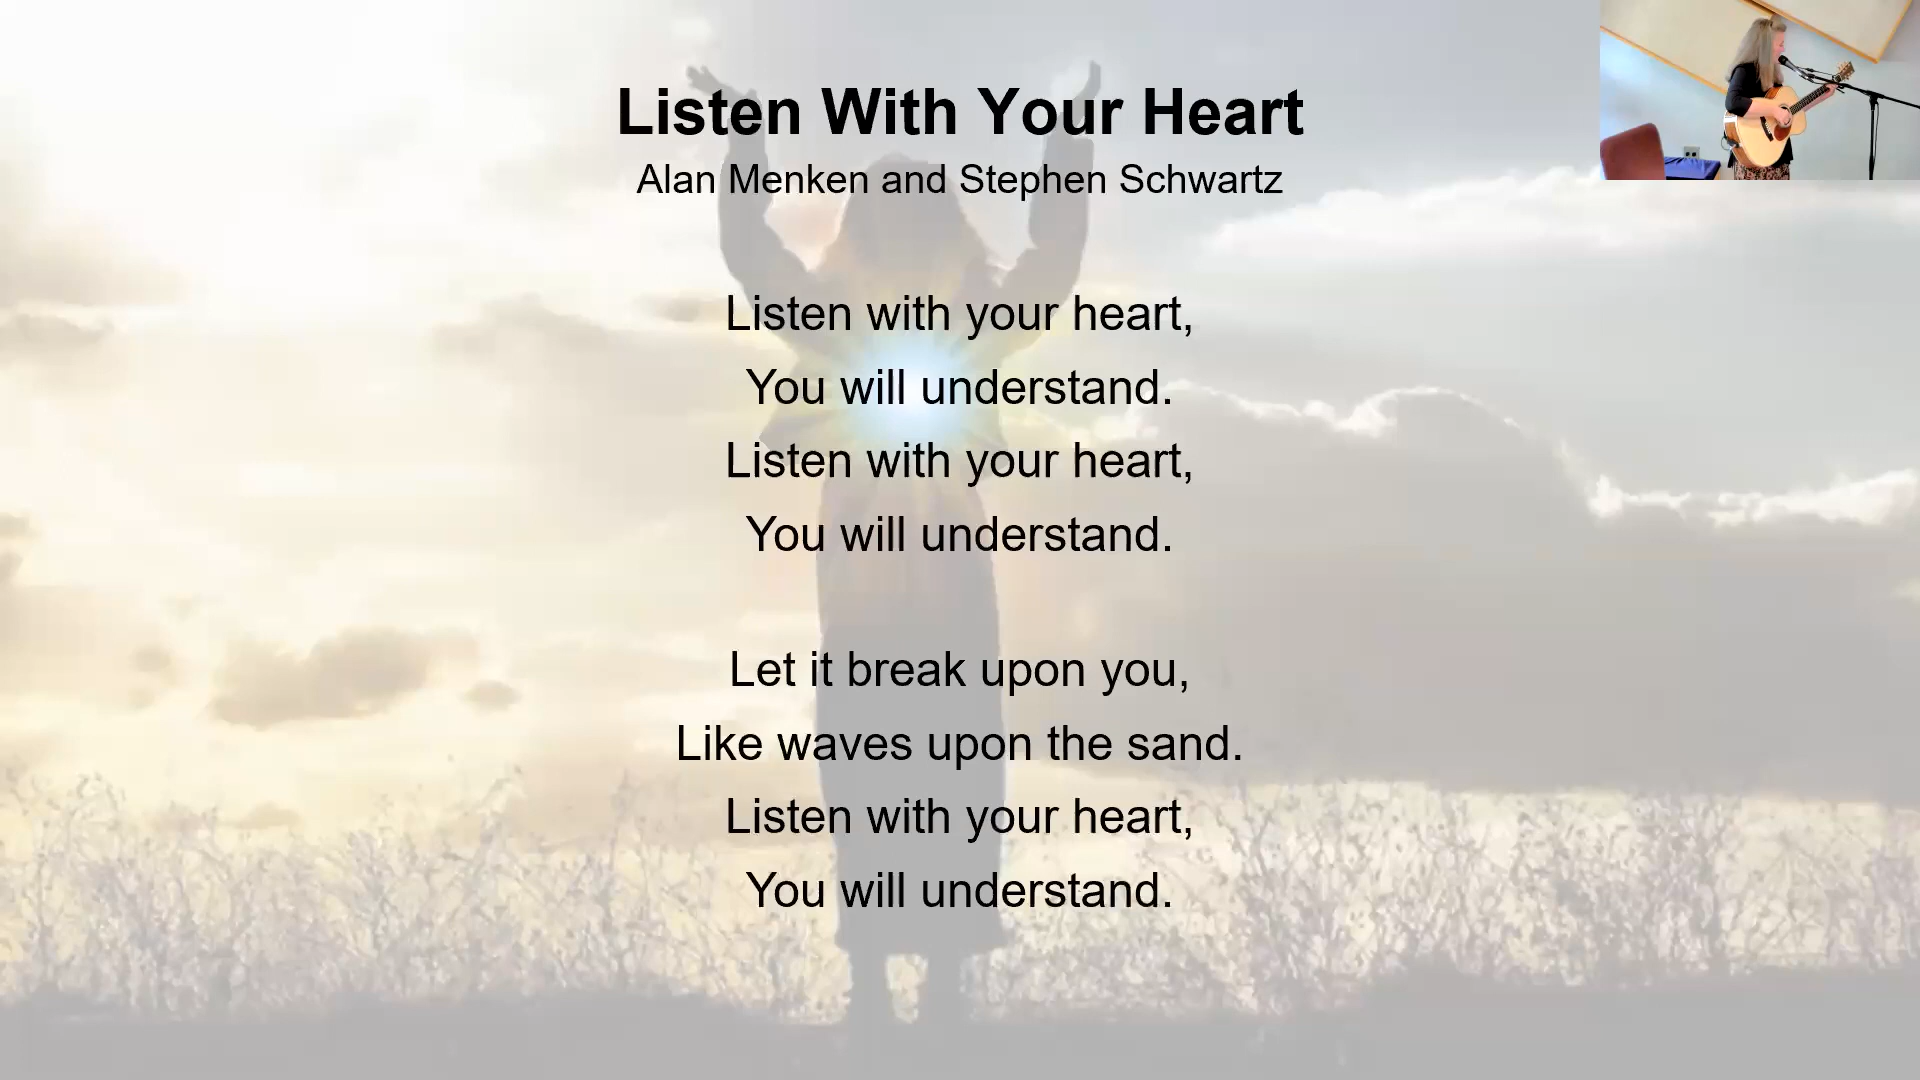 Listen With Your Heart
Alan Menken and Stephen Schwartz
Listen with your heart,
You will understand.
Listen with your heart,
You will understand.
Let it break upon you,
Like waves upon the sand.
Listen with your heart,
You will understand.